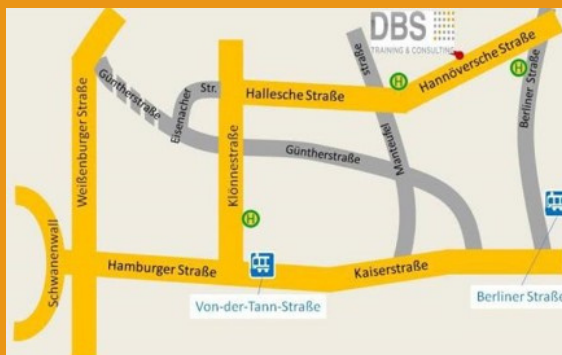 DBS
TRAINING & CONSULTING
Hannöversche Straße
H
H
Hallesche Straße
Str.
Eisenacher
Güntherstraße
Weißenburger Straße
Klönnestraße
Güntherstraße
Manteufel
straße
Berliner Straße
H
Schwanenwall
Hamburger Straße
Kaiserstraße
Von-der-Tann-Straße
Berliner Straße